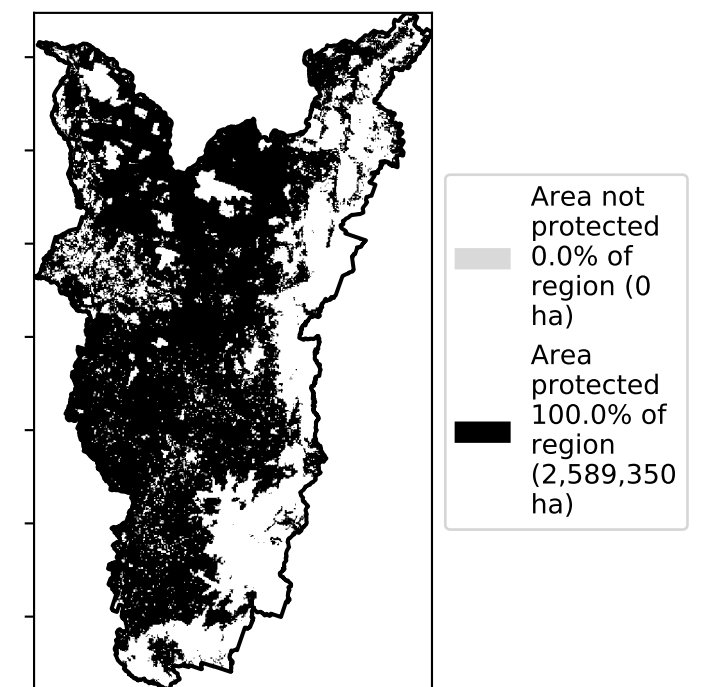 Area not
protected
0.0% of
region (0
ha)
Area
protected
100.0% of
region
(2,589,350
ha)